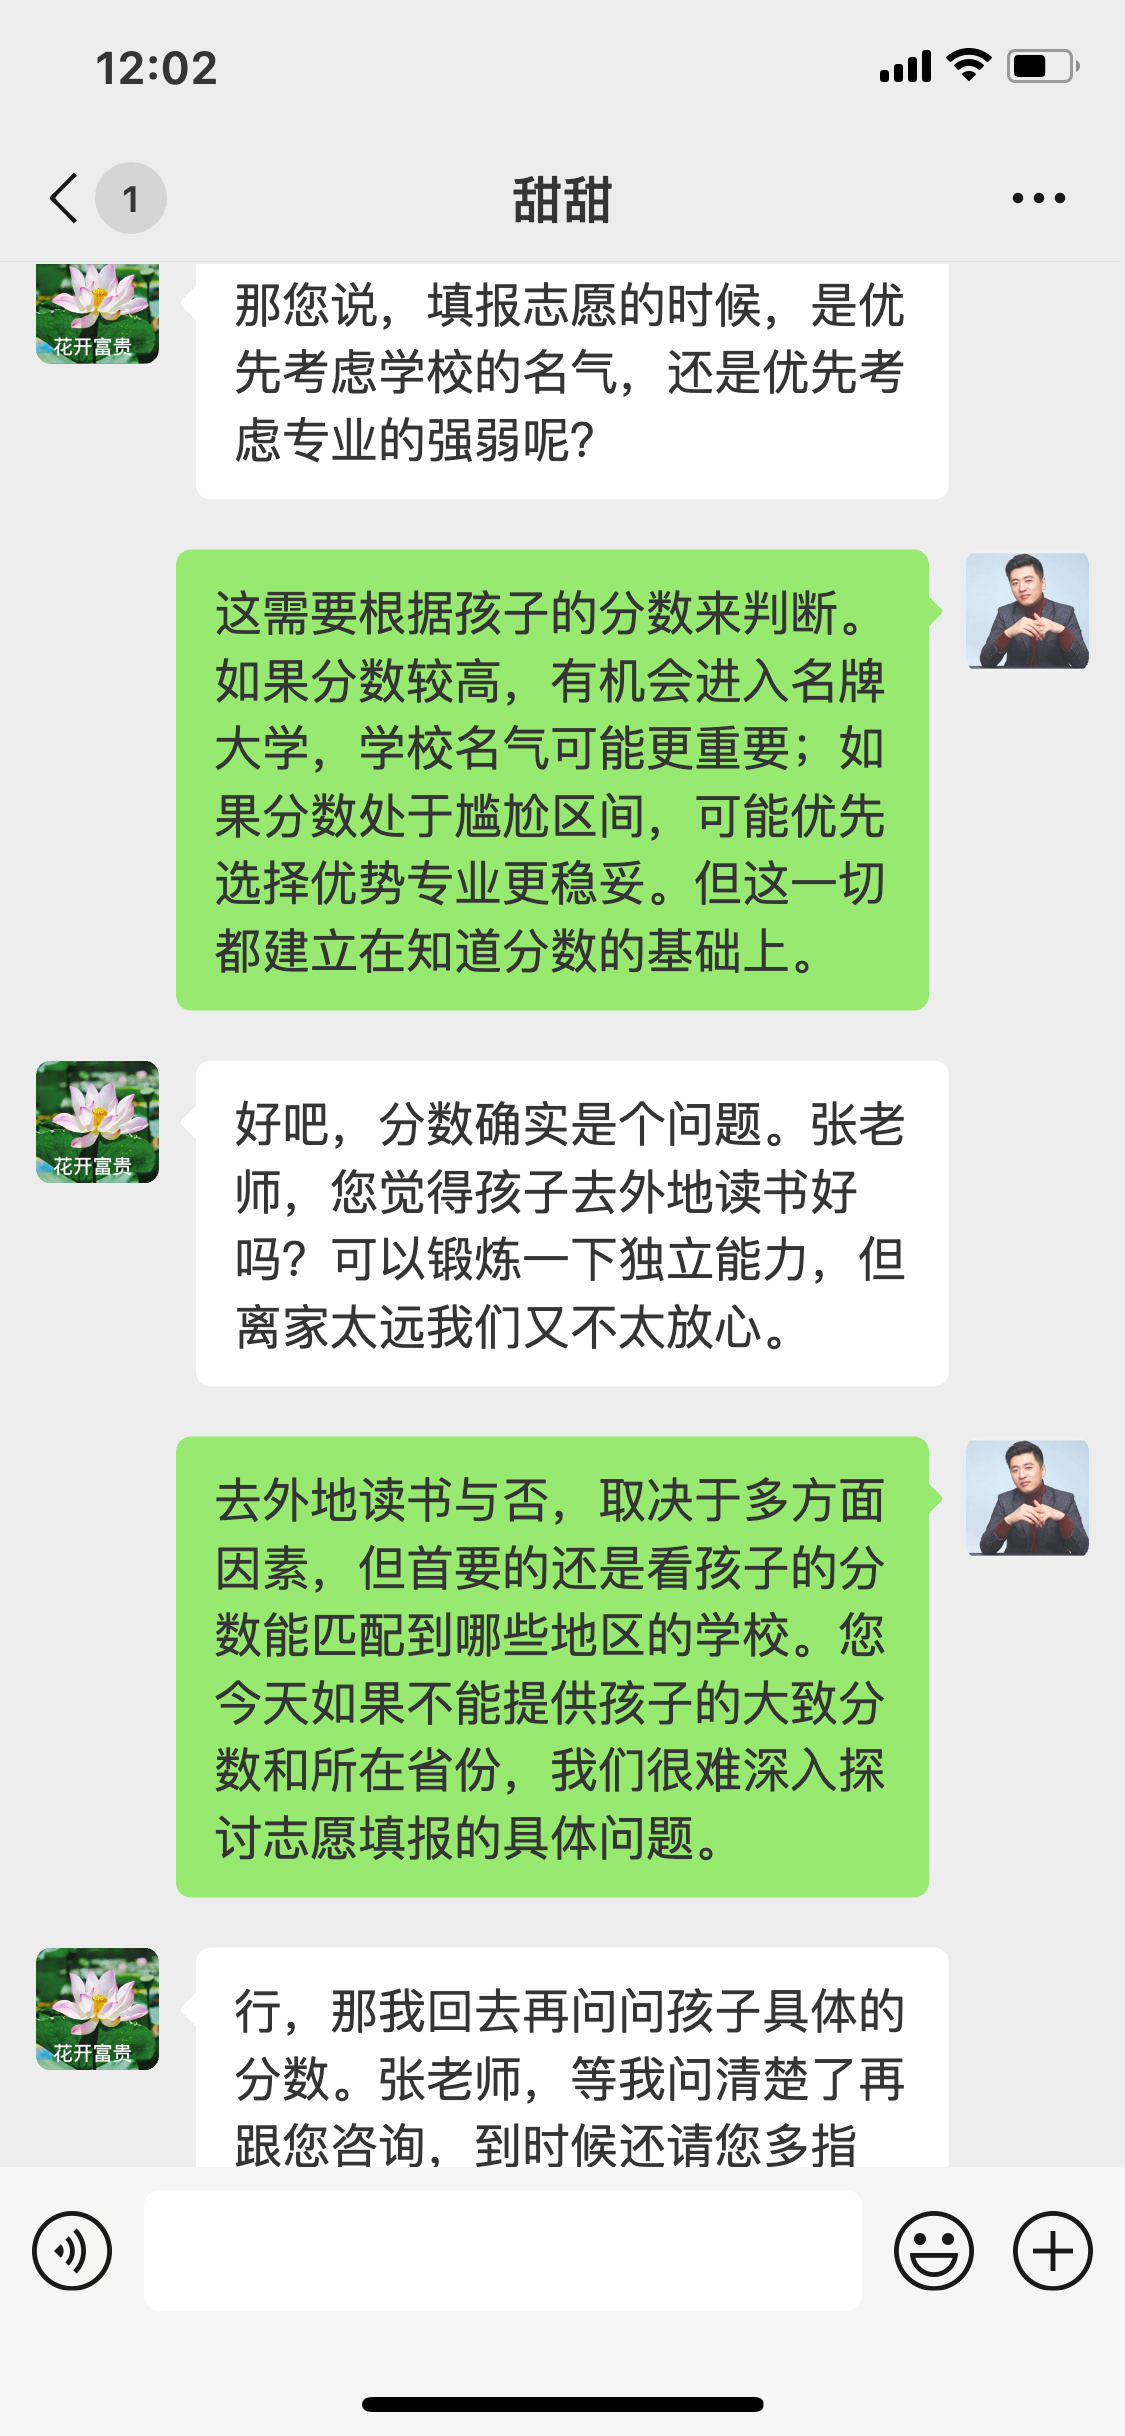 12:02
1
甜甜
花开富贵
那您说，填报志愿的时候，是优
先考虑学校的名气，还是优先考
虑专业的强弱呢?
这需要根据孩子的分数来判断。
如果分数较高，有机会进入名牌
大学，学校名气可能更重要；如
果分数处于尴尬区间，可能优先
选择优势专业更稳妥。但这一切
都建立在知道分数的基础上。
花开富贵
好吧，分数确实是个问题。张老
师，您觉得孩子去外地读书好
吗？可以锻炼一下独立能力，但
离家太远我们又不太放心。
去外地读书与否，取决于多方面
因素，但首要的还是看孩子的分
数能匹配到哪些地区的学校。您
今天如果不能提供孩子的大致分
数和所在省份，我们很难深入探
讨志愿填报的具体问题。
花开富贵
行，那我回去再问问孩子具体的
分数。张老师，等我问清楚了再
跟您咨询，到时候还请您多指